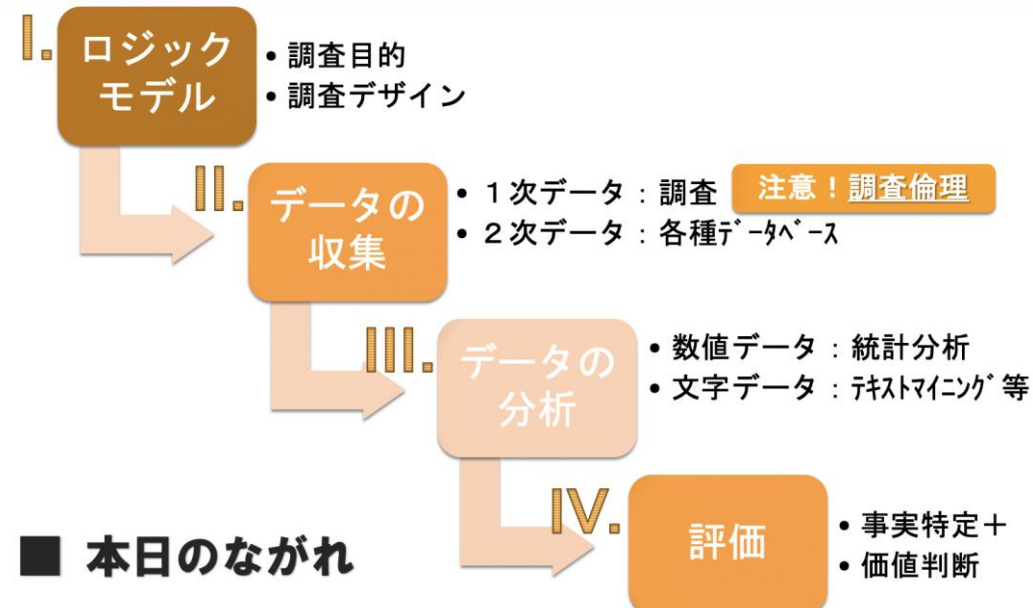 I.
ロジック
モデル
• 調査目的
• 調査デザイン
II.
データの
収集
• １次データ：調査
注意！調査倫理
• ２次データ：各種ﾃﾞｰﾀﾍﾞｰｽ
III.
データの
分析
• 数値データ：統計分析
• 文字データ：ﾃｷｽﾄﾏｲﾆﾝｸﾞ等
IV.
評価
• 事実特定＋
• 価値判断
■ 本日のながれ